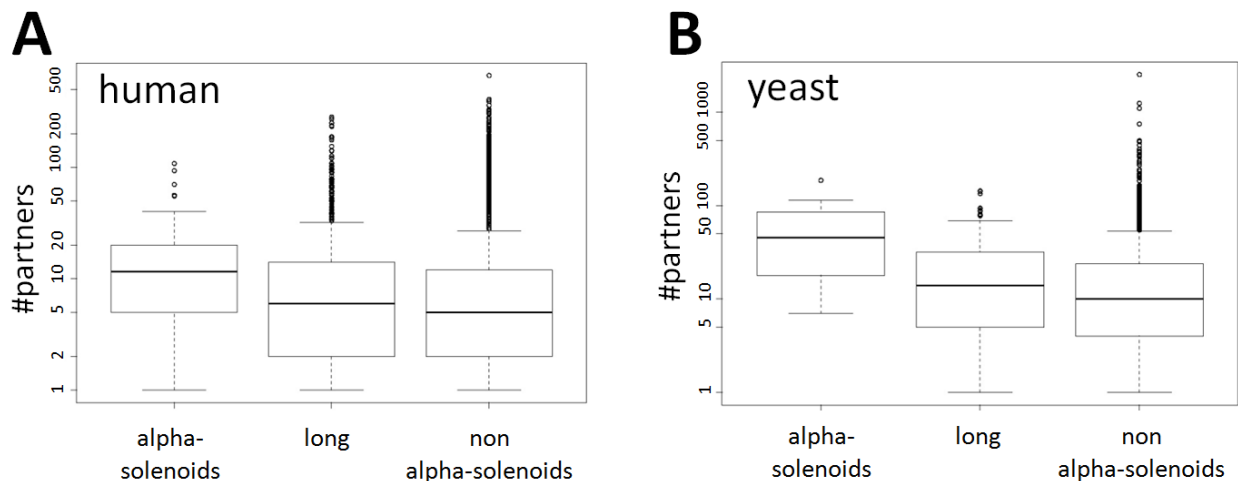 A
human
#partners
500
200
100
50
20
10
5
2
1
alpha-
solenoids
long
non
alpha-solenoids
B
yeast
#partners
500 1000
50 100
10
5
1
alpha-
solenoids
long
non
alpha-solenoids